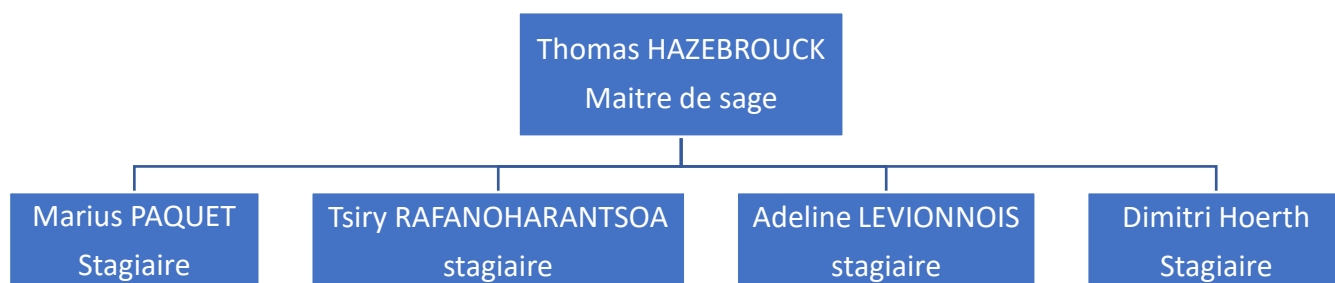 Thomas HAZEBROUCK
Maitre de sage
Marius PAQUET
Stagiaire
Tsiry RAFANOHARANTSOA
stagiaire
Adeline LEVIONNOIS
stagiaire
Dimitri Hoerth
Stagiaire